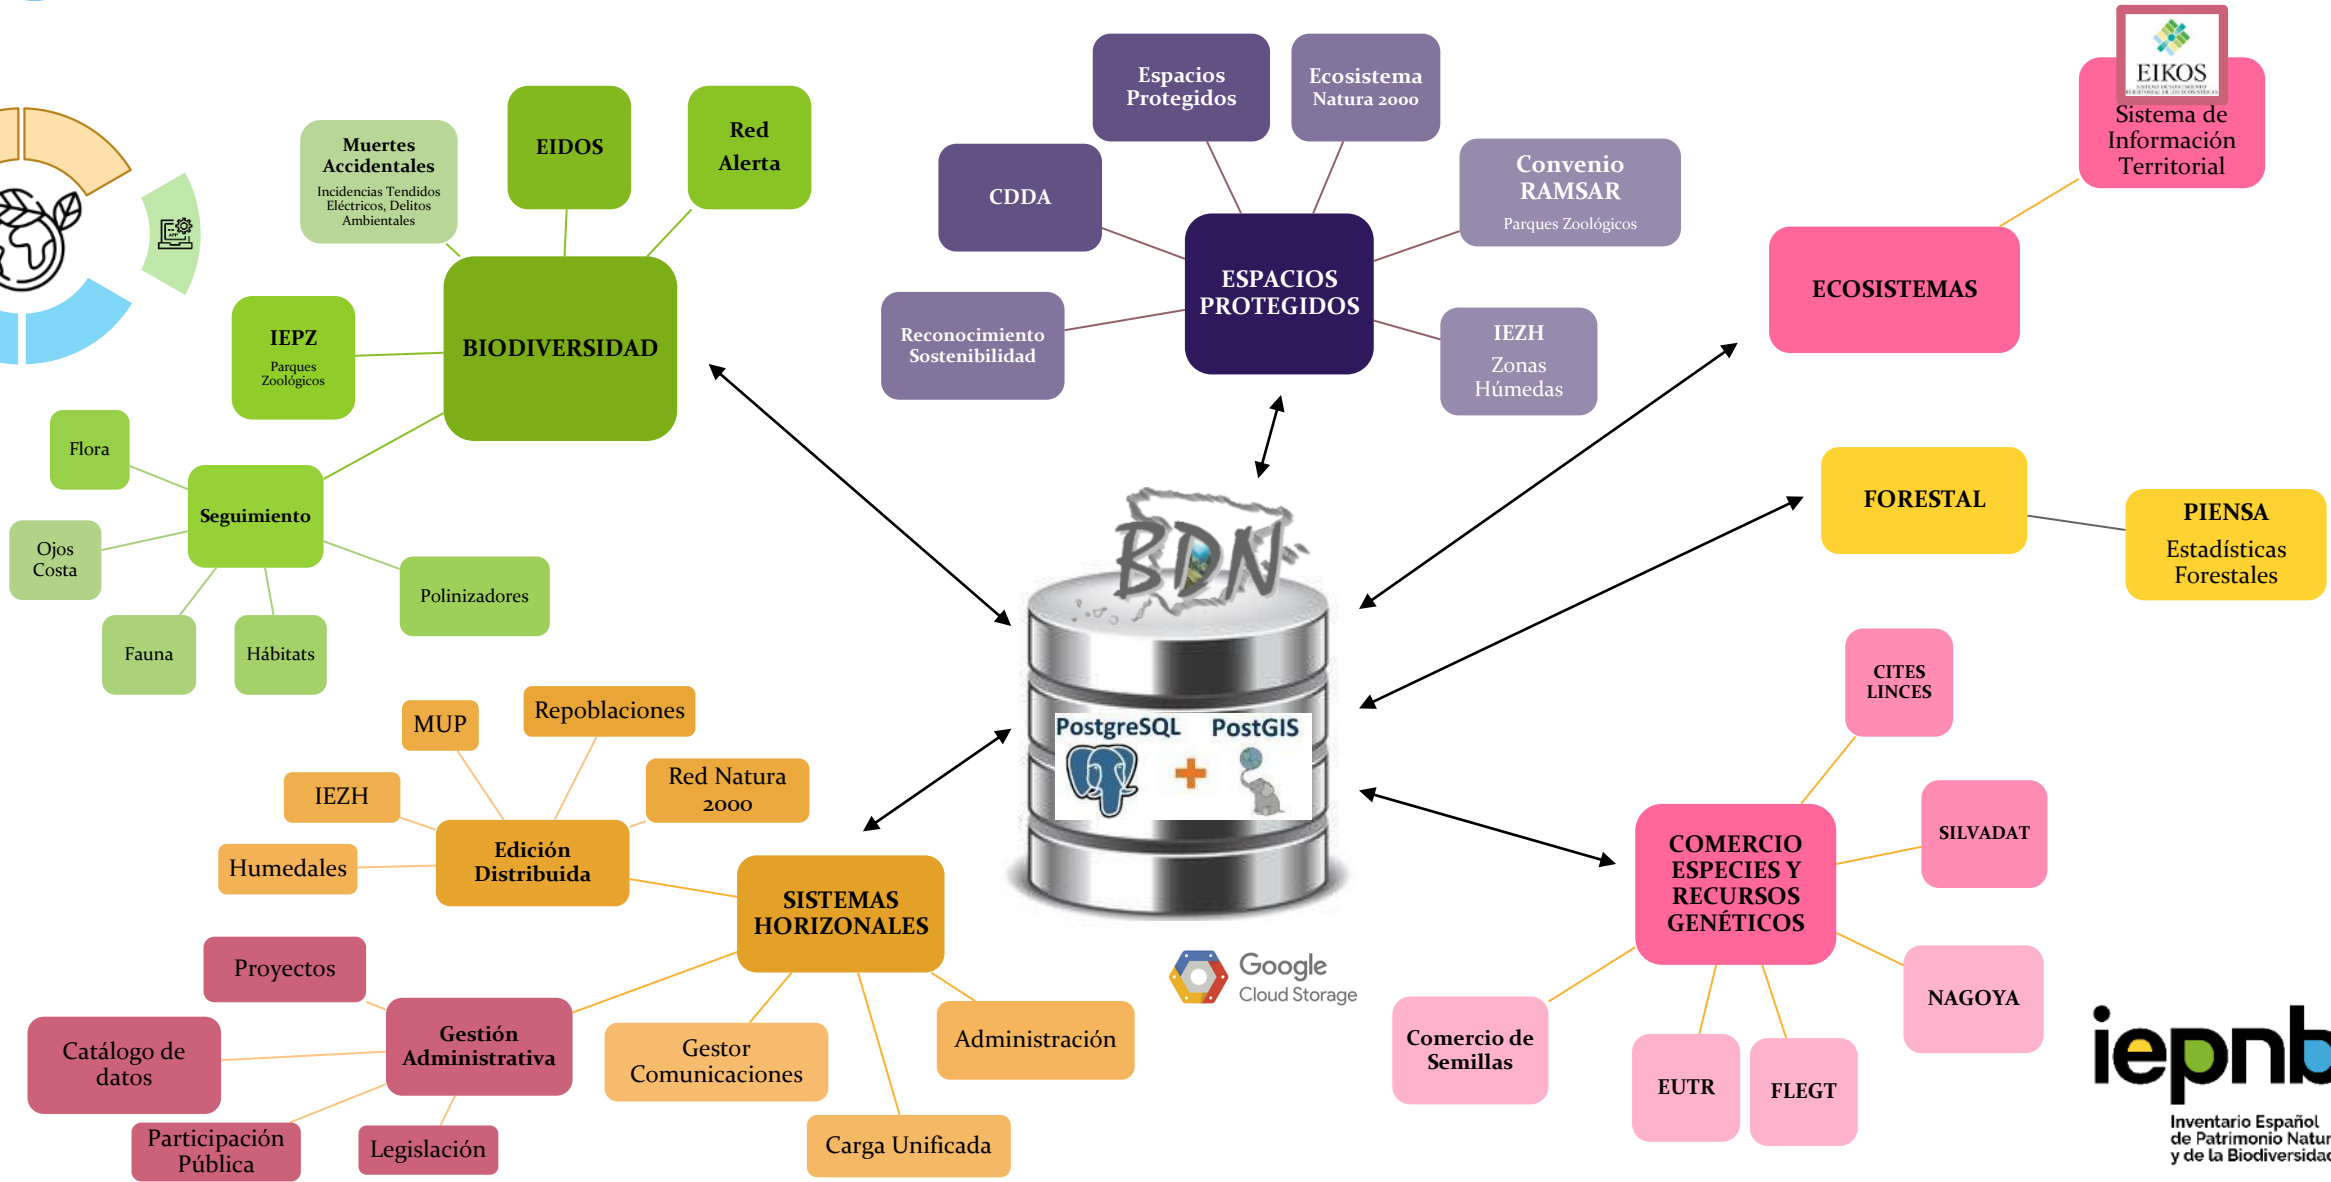 Muertes
Accidentales
Incidencias Tendidos
Eléctricos, Delitos
Ambientales
EIDOS
Red
Alerta
IEPZ
Parques
Zoológicos
BIODIVERSIDAD
Flora
Seguimiento
Ojos
Costa
Fauna
Hábitats
Polinizadores
Espacios
Protegidos
Ecosistema
Natura 2000
CDDA
Convenio
RAMSAR
Parques Zoológicos
ESPACIOS
PROTEGIDOS
Reconocimiento
Sostenibilidad
IEZH
Zonas
Húmedas
EIKOS
Sistema de
Información
Territorial
ECOSISTEMAS
FORESTAL
PIENSA
Estadísticas
Forestales
BDN
PostgreSQL
PostGIS
APP
Google
Cloud Storage
MUP
Repoblaciones
IEZH
Red Natura
2000
Humedales
Edición
Distribuida
SISTEMAS
HORIZONALES
Proyectos
Catálogo de
datos
Gestión
Administrativa
Participación
Pública
Legislación
Gestor
Comunicaciones
Carga Unificada
Administración
CITES
LINCES
SILVADAT
COMERCIO
ESPECIES Y
RECURSOS
GENÉTICOS
NAGOYA
Comercio de
Semillas
EUTR
FLEGT
iepnb
Inventario Español
de Patrimonio Natur
y de la Biodiversidad